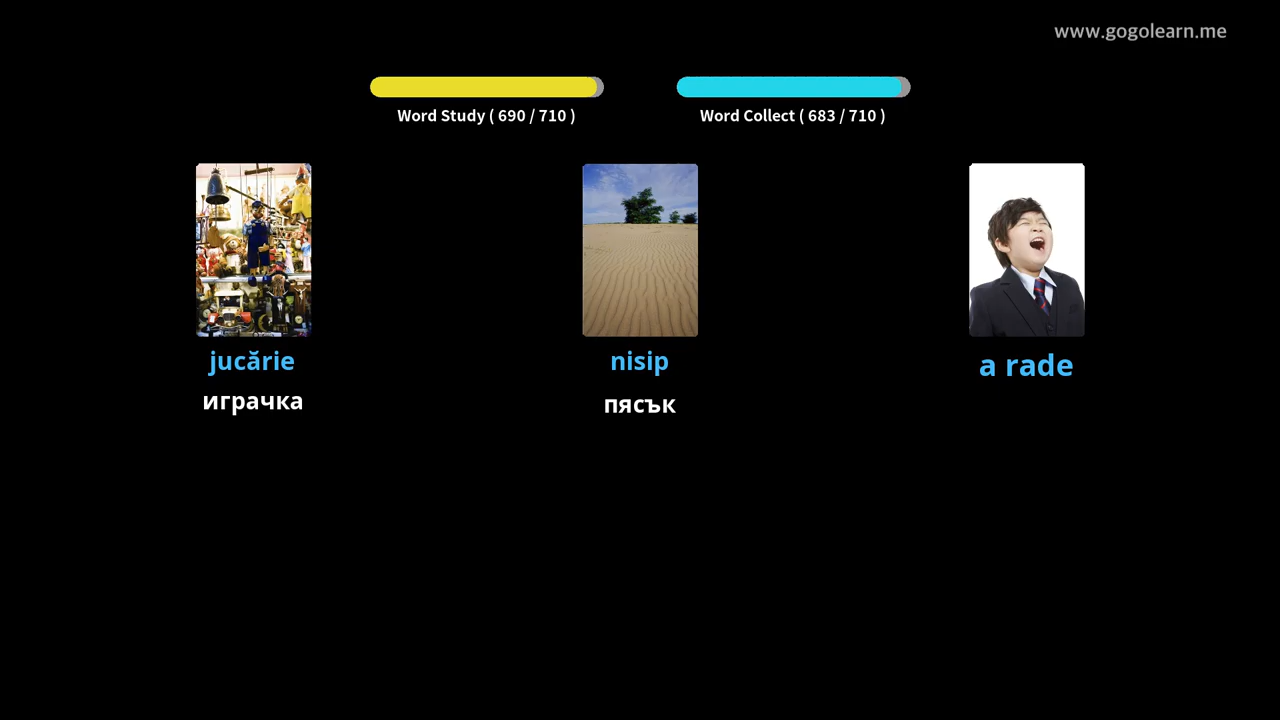 www.gogolearn.me
Word Study ( 690 / 710 )
Word Collect ( 683 / 710 )
jucărie
nisip
a rade
играчка
пясък